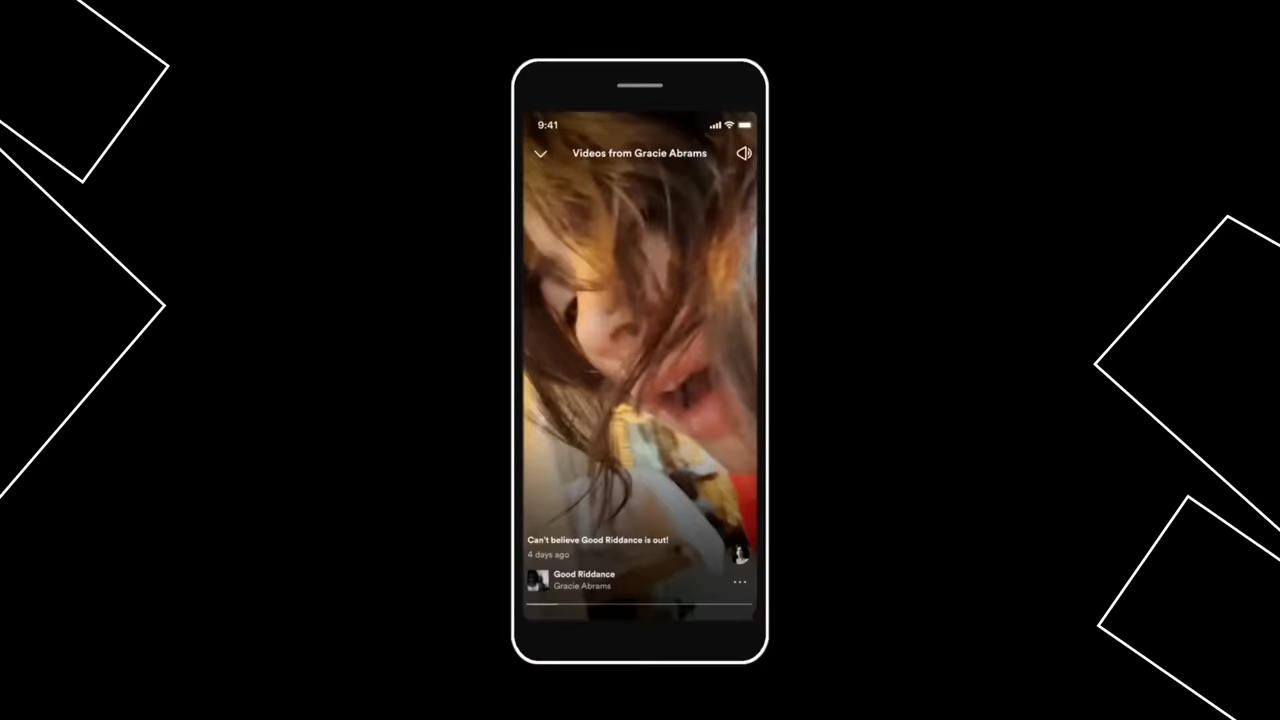 9:41
Videos from Gracie Abrams
Can't believe Good Riddance is out!
4 days ago
Good Riddance
Gracie Abrams